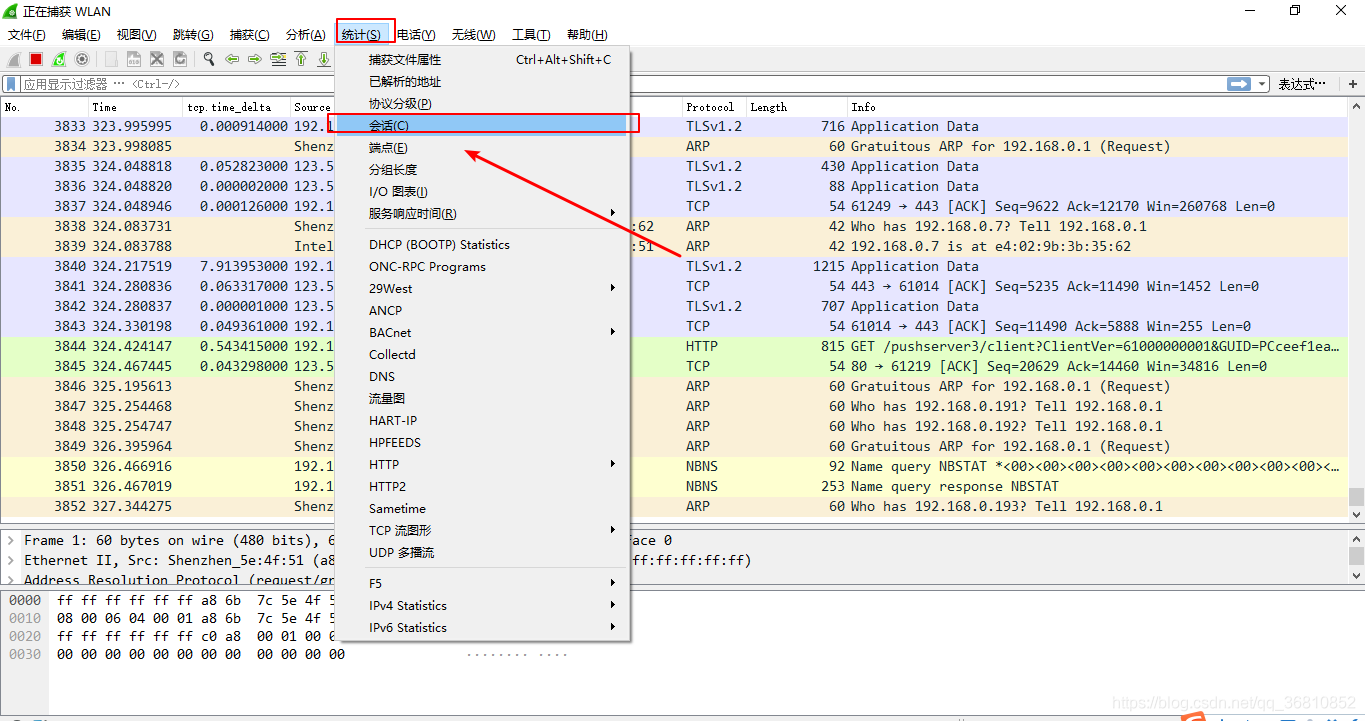 正在捕获 WLAN
文件(F) 编辑(E) 视图(V) 跳转(G) 捕获(C) 分析(A) 统计(S) 电话(Y) 无线(W) 工具(T) 帮助(H)
应用显示过滤器 … <Ctrl-/> 表达式… +
No. Time tcp.time_delta Source Protocol Length Info
3833 323.995995 0.000914000 192.1 TLSv1.2 716 Application Data
3834 323.998085 Shenz ARP 60 Gratuitous ARP for 192.168.0.1 (Request)
3835 324.048818 0.052823000 123.5 TLSv1.2 430 Application Data
3836 324.048820 0.000002000 123.5 TLSv1.2 88 Application Data
3837 324.048946 0.000126000 192.1 TCP 54 61249 → 443 [ACK] Seq=9622 Ack=12170 Win=260768 Len=0
3838 324.083731 Shenz :62 ARP 42 Who has 192.168.0.7? Tell 192.168.0.1
3839 324.083788 Intel :51 ARP 42 192.168.0.7 is at e4:02:9b:3b:35:62
3840 324.217519 7.913953000 192.1 TLSv1.2 1215 Application Data
3841 324.280836 0.063317000 123.5 TCP 54 443 → 61014 [ACK] Seq=5235 Ack=11490 Win=1452 Len=0
3842 324.280837 0.000001000 123.5 TLSv1.2 707 Application Data
3843 324.330198 0.049361000 192.1 TCP 54 61014 → 443 [ACK] Seq=11490 Ack=5888 Win=255 Len=0
3844 324.424147 0.543415000 192.1 HTTP 815 GET /pushserver3/client?ClientVer=61000000001&GUID=PCceef1ea…
3845 324.467445 0.043298000 123.5 TCP 54 80 → 61219 [ACK] Seq=20629 Ack=14460 Win=34816 Len=0
3846 325.195613 Shenz ARP 60 Gratuitous ARP for 192.168.0.1 (Request)
3847 325.254468 Shenz ARP 60 Who has 192.168.0.191? Tell 192.168.0.1
3848 325.254747 Shenz ARP 60 Who has 192.168.0.192? Tell 192.168.0.1
3849 326.395964 Shenz ARP 60 Gratuitous ARP for 192.168.0.1 (Request)
3850 326.466916 192.1 NBNS 92 Name query NBSTAT *<00><00><00><00><00><00><00><00><00><00><…
3851 326.467019 192.1 NBNS 253 Name query response NBSTAT
3852 327.344275 Shenz ARP 60 Who has 192.168.0.193? Tell 192.168.0.1
捕获文件属性 Ctrl+Alt+Shift+C
已解析的地址
协议分级(P)
会话(C)
端点(E)
分组长度
I/O 图表(I)
服务响应时间(R)
DHCP (BOOTP) Statistics
ONC-RPC Programs
29West
ANCP
BACnet
Collectd
DNS
流量图
HART-IP
HPFEEDS
HTTP
HTTP2
Sametime
TCP 流图形
UDP 多播流
F5
IPv4 Statistics
IPv6 Statistics
Frame 1: 60 bytes on wire (480 bits), 6 face 0
Ethernet II, Src: Shenzhen_5e:4f:51 (a8 ff:ff:ff:ff:ff)
Address Resolution Protocol (request/gr
0000 ff ff ff ff ff ff a8 6b 7c 5e 4f 5
0010 08 00 06 04 00 01 a8 6b 7c 5e 4f 5
0020 ff ff ff ff ff ff c0 a8 00 01 00 0
0030 00 00 00 00 00 00 00 00 00 00 00 00 ........ ....
https://blog.csdn.net/qq_36810852